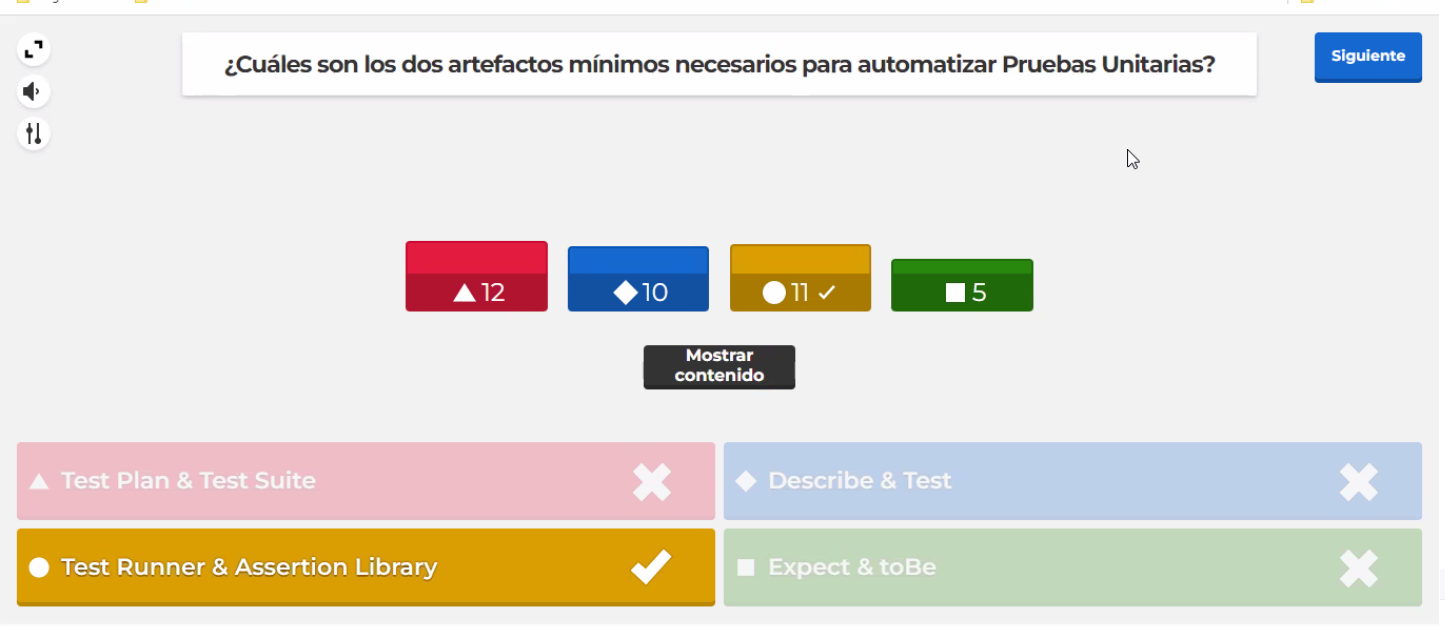 ¿Cuáles son los dos artefactos mínimos necesarios para automatizar Pruebas Unitarias?
Siguiente
12
10
11
5
Mostrar
contenido
Test Plan & Test Suite
Describe & Test
Test Runner & Assertion Library
Expect & toBe